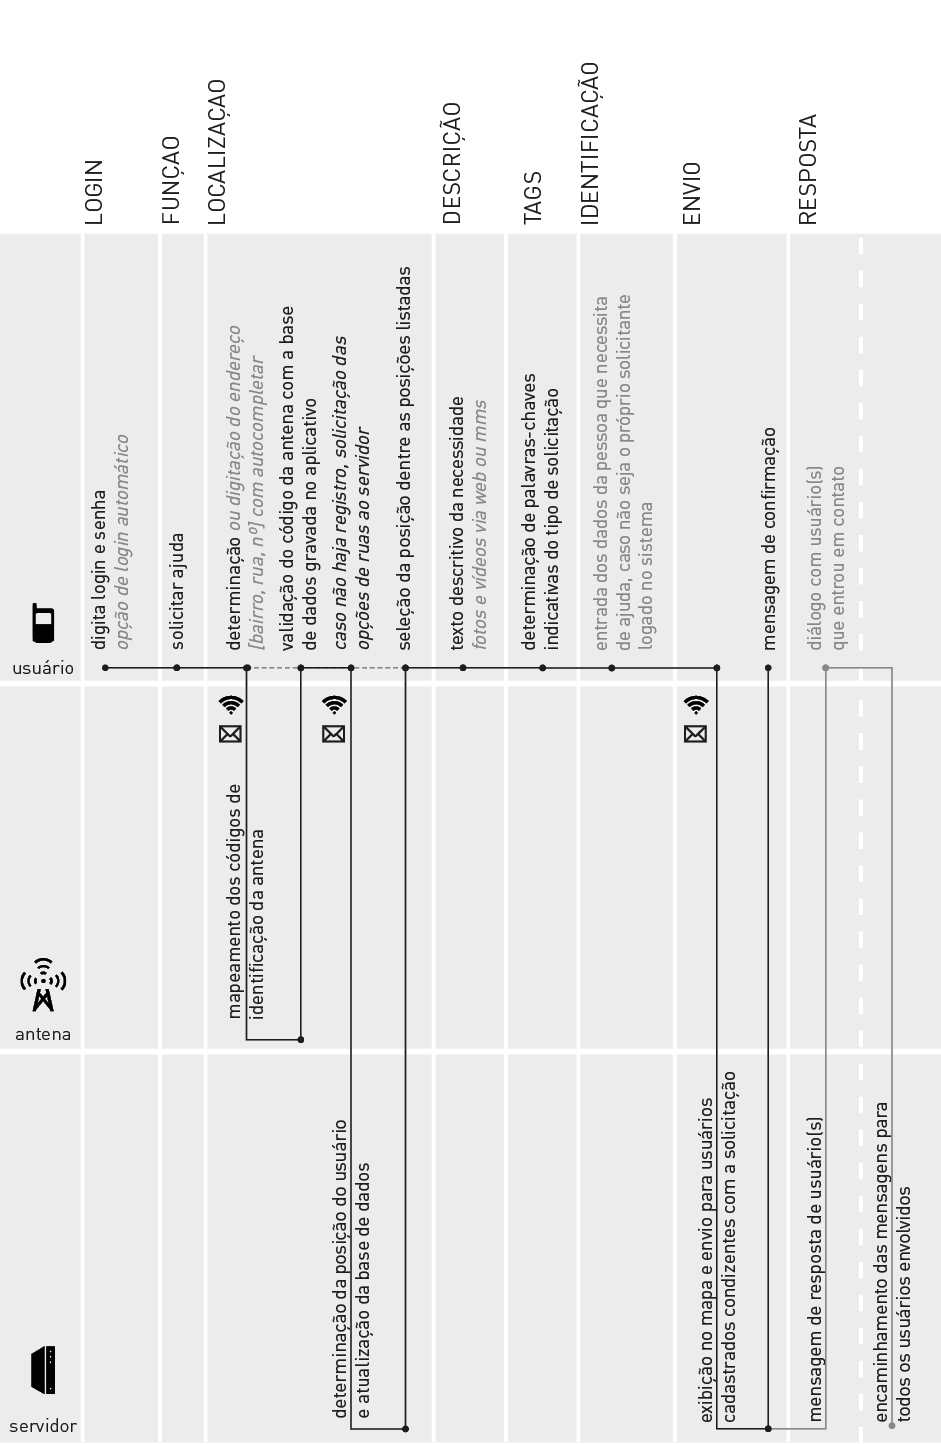 LOGIN
FUNÇAO
LOCALIZAÇAO
DESCRIÇÃO
TAGS
IDENTIFICAÇÃO
ENVIO
RESPOSTA
usuário
digita login e senha
opção de login automático
solicitar ajuda
determinação ou digitação do endereço
[bairro, rua, nº] com autocompletar
validação do código da antena com a base
de dados gravada no aplicativo
caso não haja registro, solicitação das
opções de ruas ao servidor
seleção da posição dentre as posições listadas
texto descritivo da necessidade
fotos e vídeos via web ou mms
determinação de palavras-chaves
indicativas do tipo de solicitação
entrada dos dados da pessoa que necessita
de ajuda, caso não seja o próprio solicitante
logado no sistema
mensagem de confirmação
diálogo com usuário(s)
que entrou em contato
antena
mapeamento dos códigos de
identificação da antena
servidor
determinação da posição do usuário
e atualização da base de dados
exibição no mapa e envio para usuários
cadastrados condizentes com a solicitação
mensagem de resposta de usuário(s)
encaminhamento das mensagens para
todos os usuários envolvidos